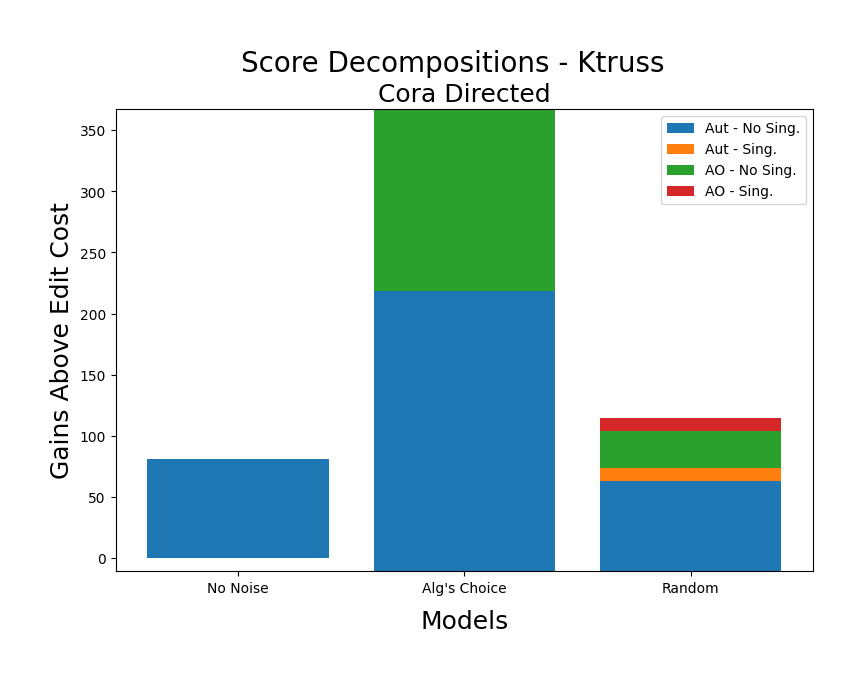 Score Decompositions - Ktruss
Cora Directed
Gains Above Edit Cost
350
300
250
200
150
100
50
0
Aut - No Sing.
Aut - Sing.
AO - No Sing.
AO - Sing.
No Noise
Alg's Choice
Random
Models